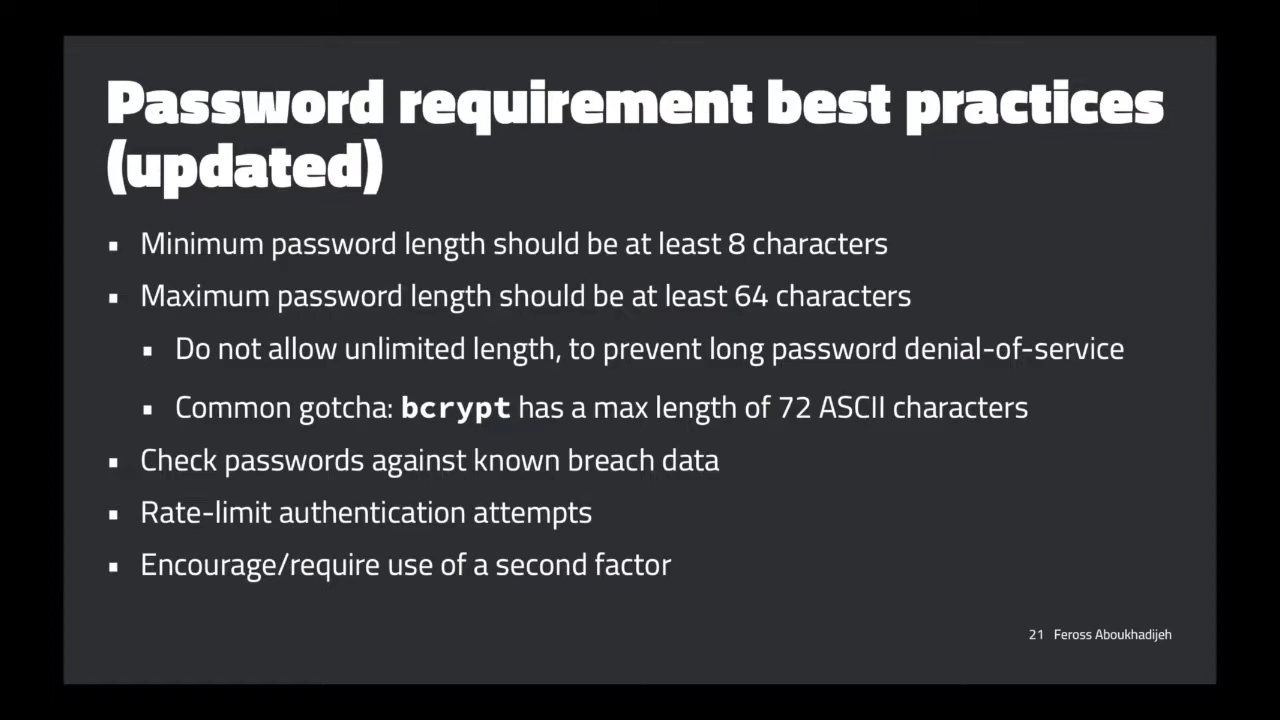 Password requirement best practices
(updated)
▪ Minimum password length should be at least 8 characters
▪ Maximum password length should be at least 64 characters
▪ Do not allow unlimited length, to prevent long password denial-of-service
▪ Common gotcha: bcrypt has a max length of 72 ASCII characters
▪ Check passwords against known breach data
▪ Rate-limit authentication attempts
▪ Encourage/require use of a second factor
21 Feross Aboukhadijeh